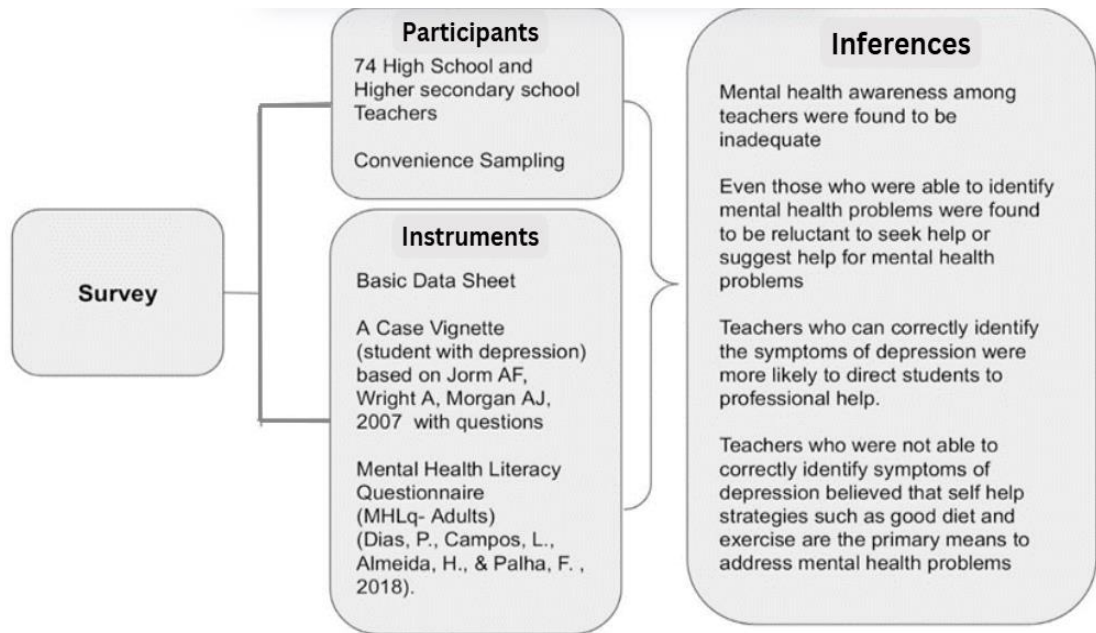 Survey
Participants
74 High School and
Higher secondary school
Teachers
Convenience Sampling
Instruments
Basic Data Sheet
A Case Vignette
(student with depression)
based on Jorm AF,
Wright A, Morgan AJ,
2007 with questions
Mental Health Literacy
Questionnaire
(MHLq- Adults)
(Dias, P., Campos, L.,
Almeida, H., & Palha, F. ,
2018).
Inferences
Mental health awareness among
teachers were found to be
inadequate
Even those who were able to identify
mental health problems were found
to be reluctant to seek help or
suggest help for mental health
problems
Teachers who can correctly identify
the symptoms of depression were
more likely to direct students to
professional help.
Teachers who were not able to
correctly identify symptoms of
depression believed that self help
strategies such as good diet and
exercise are the primary means to
address mental health problems